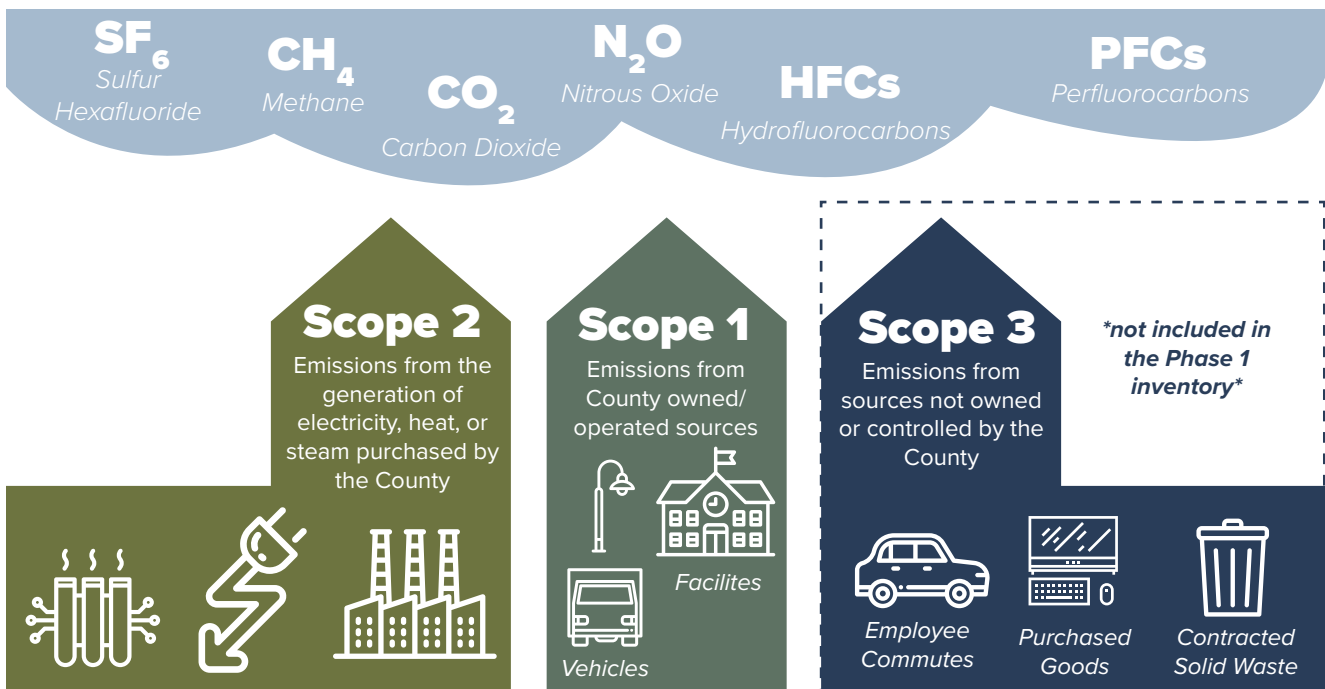 SF6
Sulfur
Hexafluoride
CH4
Methane
CO2
Carbon Dioxide
N2O
Nitrous Oxide
HFCs
Hydrofluorocarbons
PFCs
Perfluorocarbons
Scope 2
Emissions from the
generation of
electricity, heat, or
steam purchased by
the County
Scope 1
Emissions from
County owned/
operated sources
Facilites
Vehicles
Scope 3
Emissions from
sources not owned
or controlled by the
County
*not included in
the Phase 1
inventory*
Employee
Commutes
Purchased
Goods
Contracted
Solid Waste